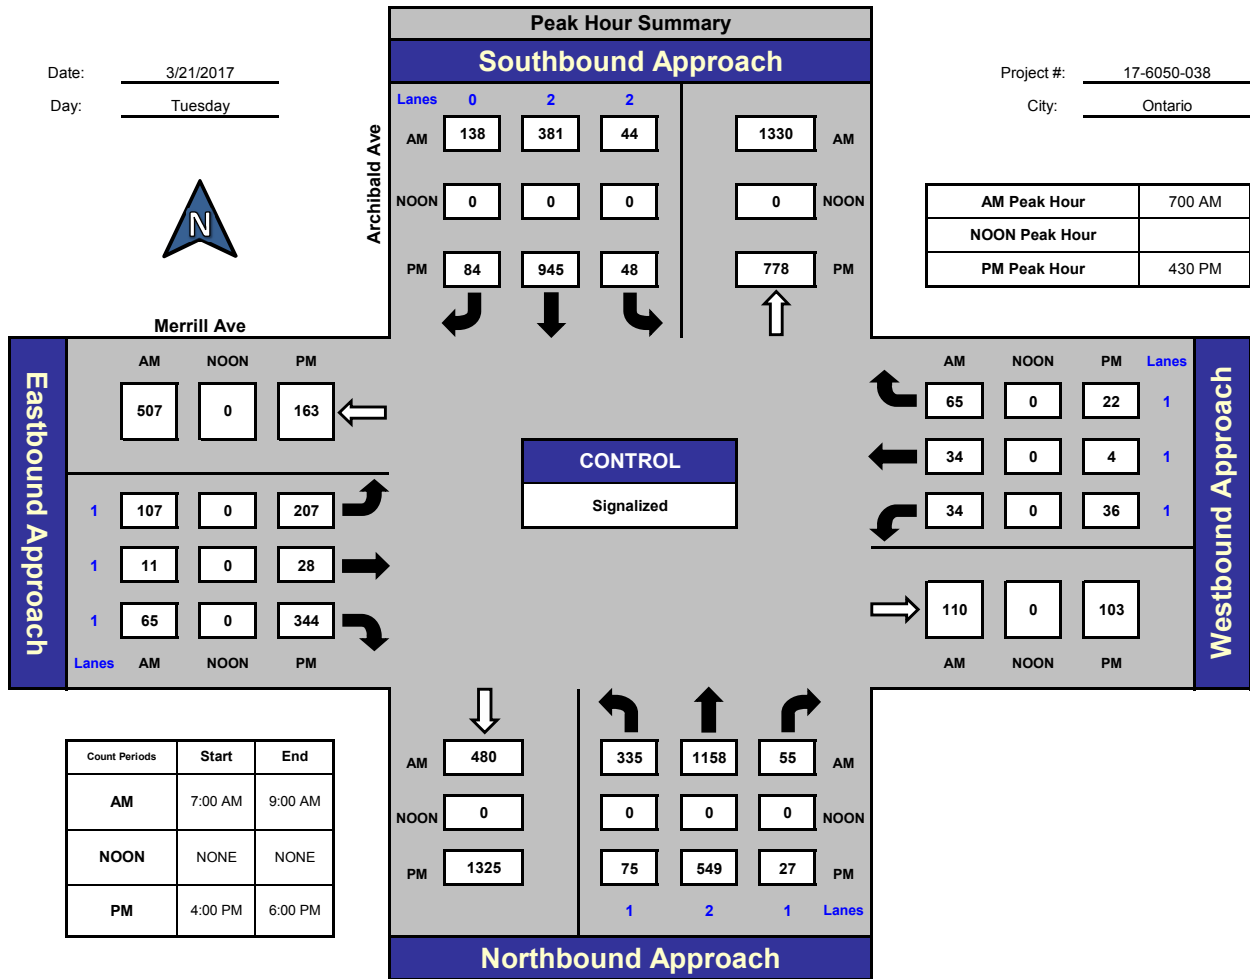 Peak Hour Summary
Southbound Approach
Date: 3/21/2017
Day: Tuesday
Project #: 17-6050-038
City: Ontario
Lanes 0 2 2
AM 138 381 44 1330 AM
NOON 0 0 0 0 NOON
PM 84 945 48 778 PM
Archibald Ave
N
AM Peak Hour 700 AM
NOON Peak Hour
PM Peak Hour 430 PM
Merrill Ave
Eastbound Approach
AM NOON PM
507 0 163
1 107 0 207
1 11 0 28
1 65 0 344
Lanes AM NOON PM
CONTROL
Signalized
AM NOON PM Lanes
65 0 22 1
34 0 4 1
34 0 36 1
110 0 103
AM NOON PM
Westbound Approach
Count Periods Start End
AM 7:00 AM 9:00 AM
NOON NONE NONE
PM 4:00 PM 6:00 PM
AM 480 335 1158 55 AM
NOON 0 0 0 0 NOON
PM 1325 75 549 27 PM
1 2 1 Lanes
Northbound Approach